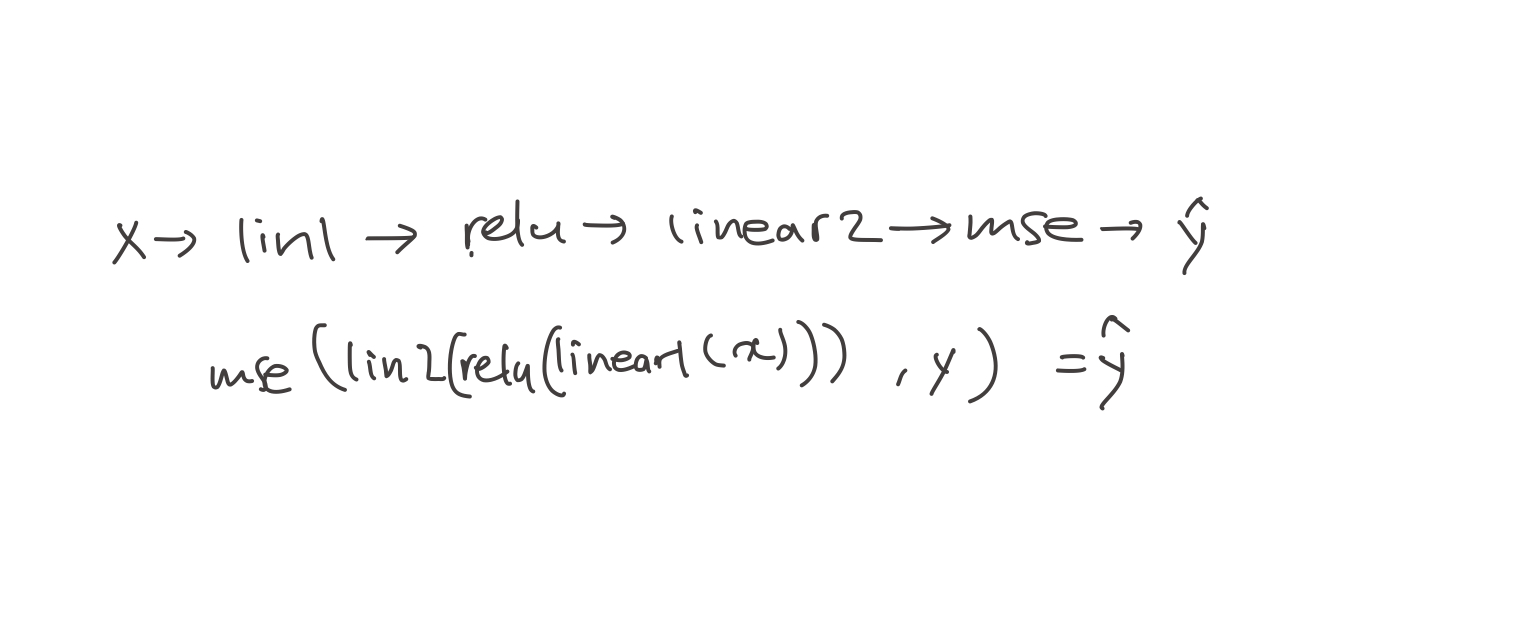 x → lin1 → relu → linear2 → mse → ŷ
mse(lin2(relu(linear1(x))), y) = ŷ